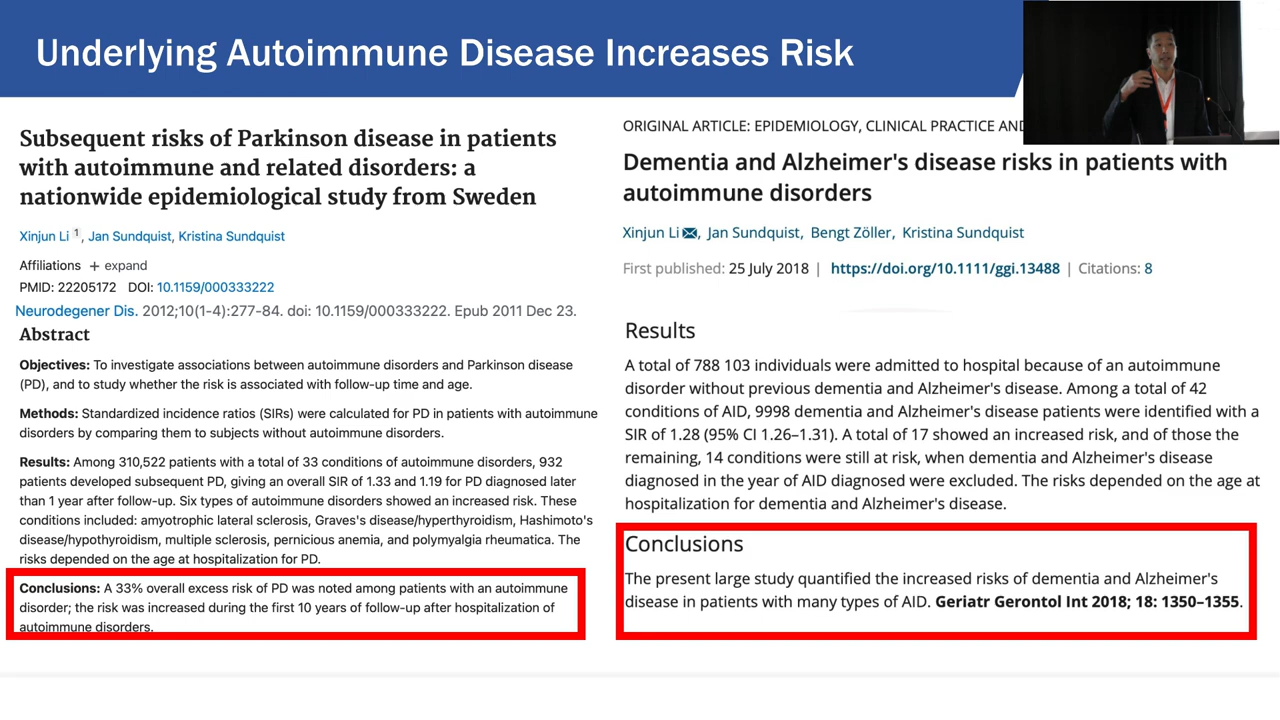 Underlying Autoimmune Disease Increases Risk
Subsequent risks of Parkinson disease in patients
with autoimmune and related disorders: a
nationwide epidemiological study from Sweden
Xinjun Li 1, Jan Sundquist, Kristina Sundquist
Affiliations + expand
PMID: 22205172 DOI: 10.1159/000333222
Neurodegener Dis. 2012;10(1-4):277-84. doi: 10.1159/000333222. Epub 2011 Dec 23.
Abstract
Objectives: To investigate associations between autoimmune disorders and Parkinson disease
(PD), and to study whether the risk is associated with follow-up time and age.
Methods: Standardized incidence ratios (SIRs) were calculated for PD in patients with autoimmune
disorders by comparing them to subjects without autoimmune disorders.
Results: Among 310,522 patients with a total of 33 conditions of autoimmune disorders, 932
patients developed subsequent PD, giving an overall SIR of 1.33 and 1.19 for PD diagnosed later
than 1 year after follow-up. Six types of autoimmune disorders showed an increased risk. These
conditions included: amyotrophic lateral sclerosis, Graves's disease/hyperthyroidism, Hashimoto's
disease/hypothyroidism, multiple sclerosis, pernicious anemia, and polymyalgia rheumatica. The
risks depended on the age at hospitalization for PD.
Conclusions: A 33% overall excess risk of PD was noted among patients with an autoimmune
disorder; the risk was increased during the first 10 years of follow-up after hospitalization of
autoimmune disorders.
ORIGINAL ARTICLE: EPIDEMIOLOGY, CLINICAL PRACTICE AND
Dementia and Alzheimer's disease risks in patients with
autoimmune disorders
Xinjun Li, Jan Sundquist, Bengt Zöller, Kristina Sundquist
First published: 25 July 2018 | https://doi.org/10.1111/ggi.13488 | Citations: 8
Results
A total of 788 103 individuals were admitted to hospital because of an autoimmune
disorder without previous dementia and Alzheimer's disease. Among a total of 42
conditions of AID, 9998 dementia and Alzheimer's disease patients were identified with a
SIR of 1.28 (95% CI 1.26–1.31). A total of 17 showed an increased risk, and of those the
remaining, 14 conditions were still at risk, when dementia and Alzheimer's disease
diagnosed in the year of AID diagnosed were excluded. The risks depended on the age at
hospitalization for dementia and Alzheimer's disease.
Conclusions
The present large study quantified the increased risks of dementia and Alzheimer's
disease in patients with many types of AID. Geriatr Gerontol Int 2018; 18: 1350–1355.